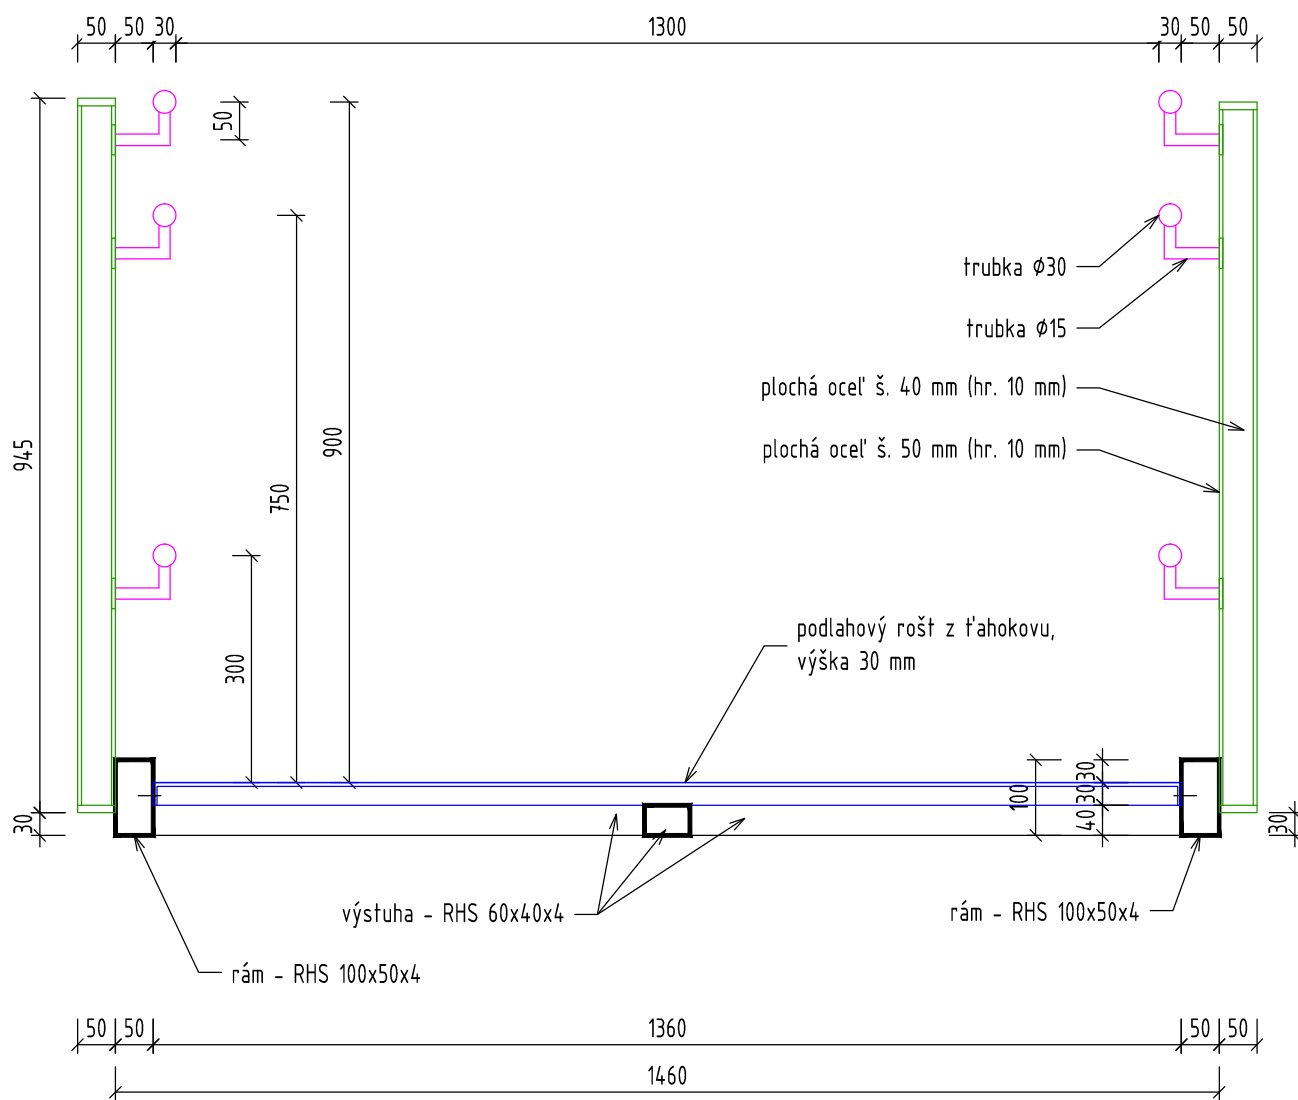 50 50 30 1300 30 50 50
50
trubka Ø30
trubka Ø15
plochá oceľ š. 40 mm (hr. 10 mm)
945
900
plochá oceľ š. 50 mm (hr. 10 mm)
750
podlahový rošt z ťahokovu,
výška 30 mm
300
30
100
30
40
30
30
výstuha - RHS 60x40x4
rám - RHS 100x50x4
rám - RHS 100x50x4
50 50 1360 50 50
1460